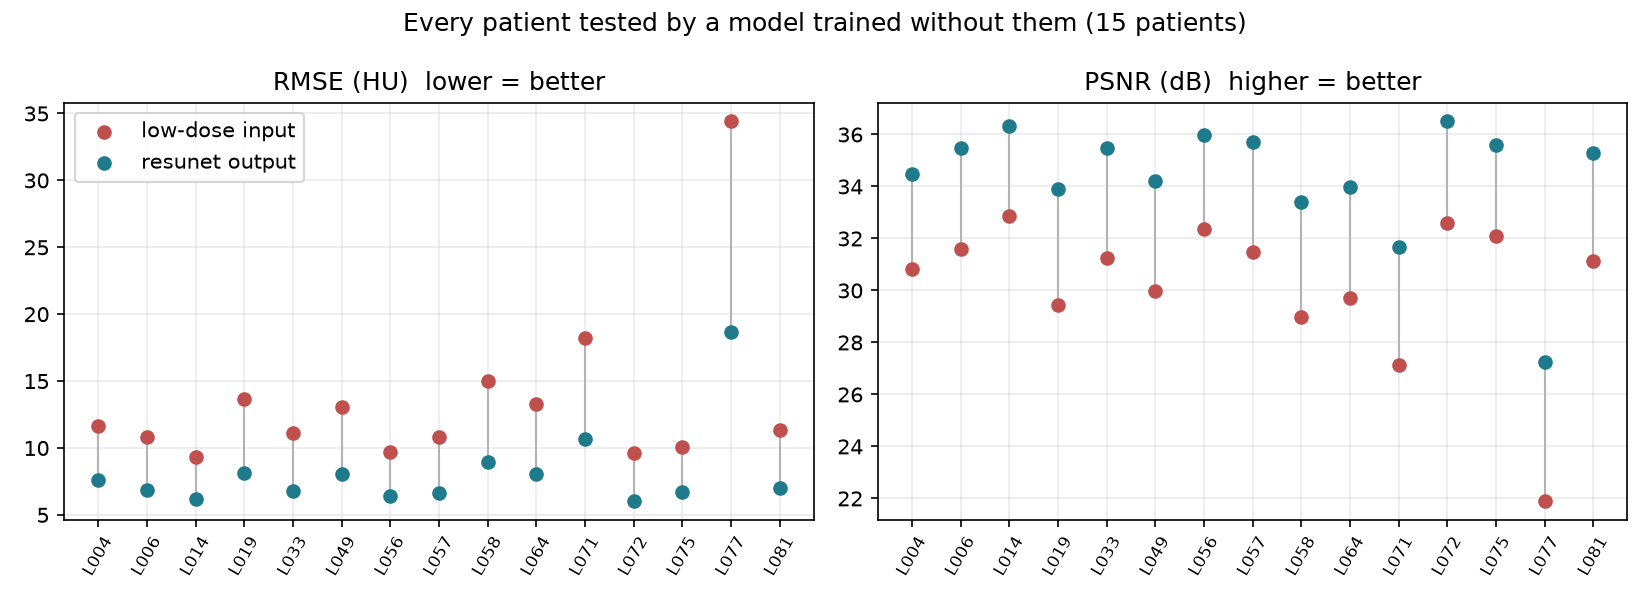 Every patient tested by a model trained without them (15 patients)
RMSE (HU)  lower = better
35
30
25
20
15
10
5
low-dose input
resunet output
L004
L006
L014
L019
L033
L049
L056
L057
L058
L064
L071
L072
L075
L077
L081
PSNR (dB)  higher = better
36
34
32
30
28
26
24
22
L004
L006
L014
L019
L033
L049
L056
L057
L058
L064
L071
L072
L075
L077
L081